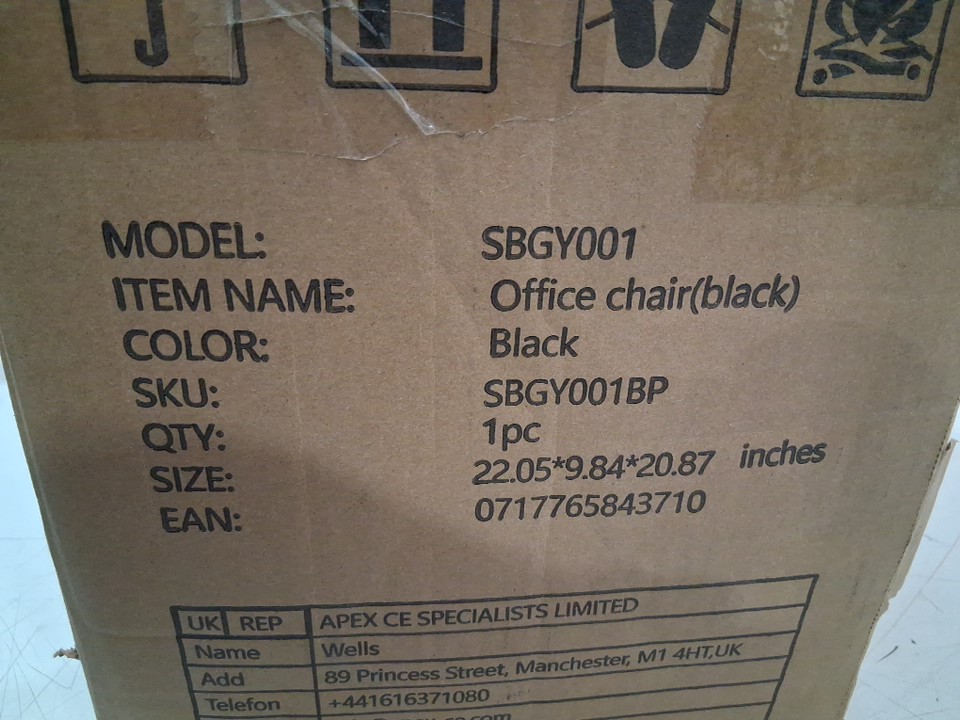 MODEL: SBGY001
ITEM NAME: Office chair(black)
COLOR: Black
SKU: SBGY001BP
QTY: 1pc
SIZE: 22.05*9.84*20.87 inches
EAN: 0717765843710
UK REP APEX CE SPECIALISTS LIMITED
Name Wells
Add 89 Princess Street, Manchester, M1 4HT,UK
Telefon +441616371080